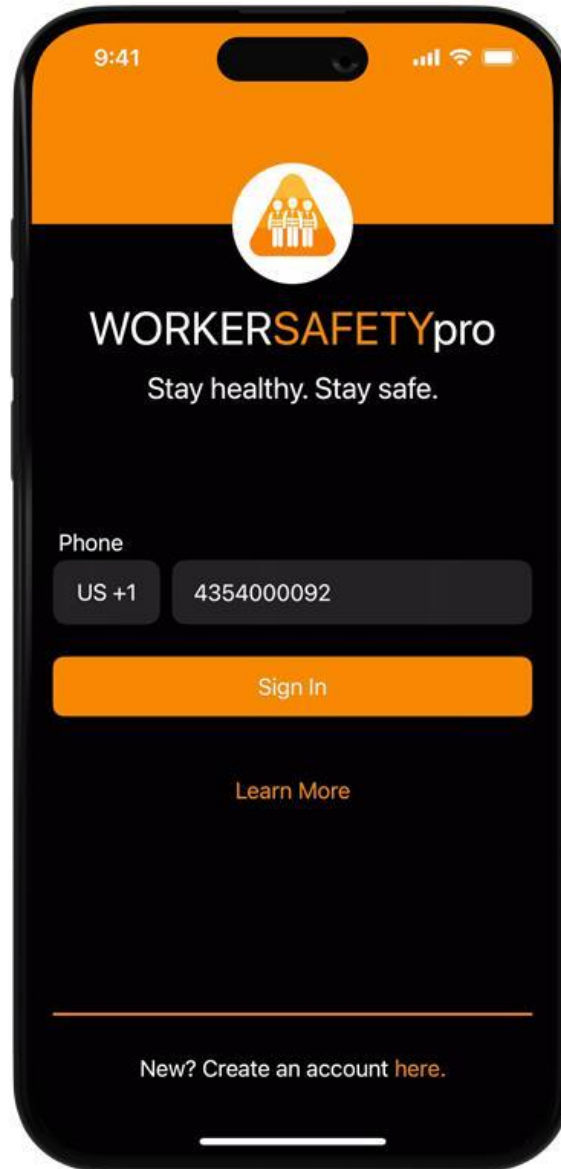 9:41
WORKERSAFETYpro
Stay healthy. Stay safe.
Phone
US +1 4354000092
Sign In
Learn More
New? Create an account here.